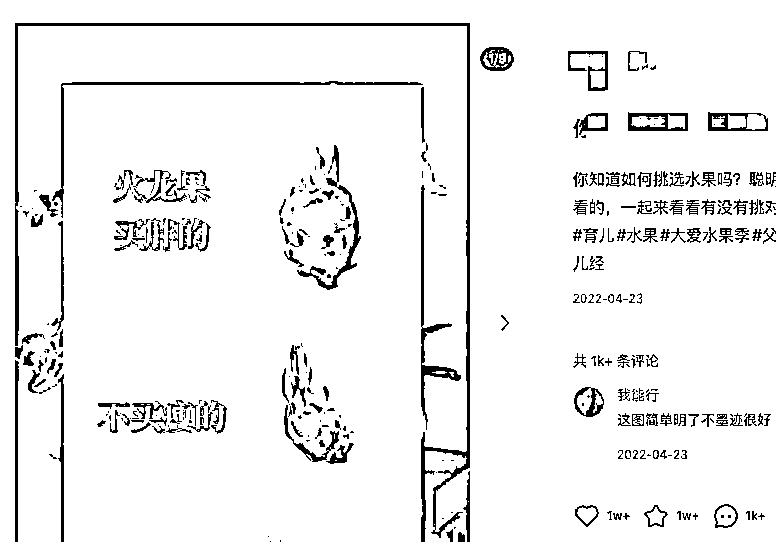 火龙果
买胖的
不买瘦的
你知道如何挑选水果吗？聪明
看的，一起来看看有没有挑对
#育儿#水果#大爱水果季#父
儿经
2022-04-23
共 1k+ 条评论
我能行
这图简单明了不墨迹很好
2022-04-23
1w+ 1w+ 1k+